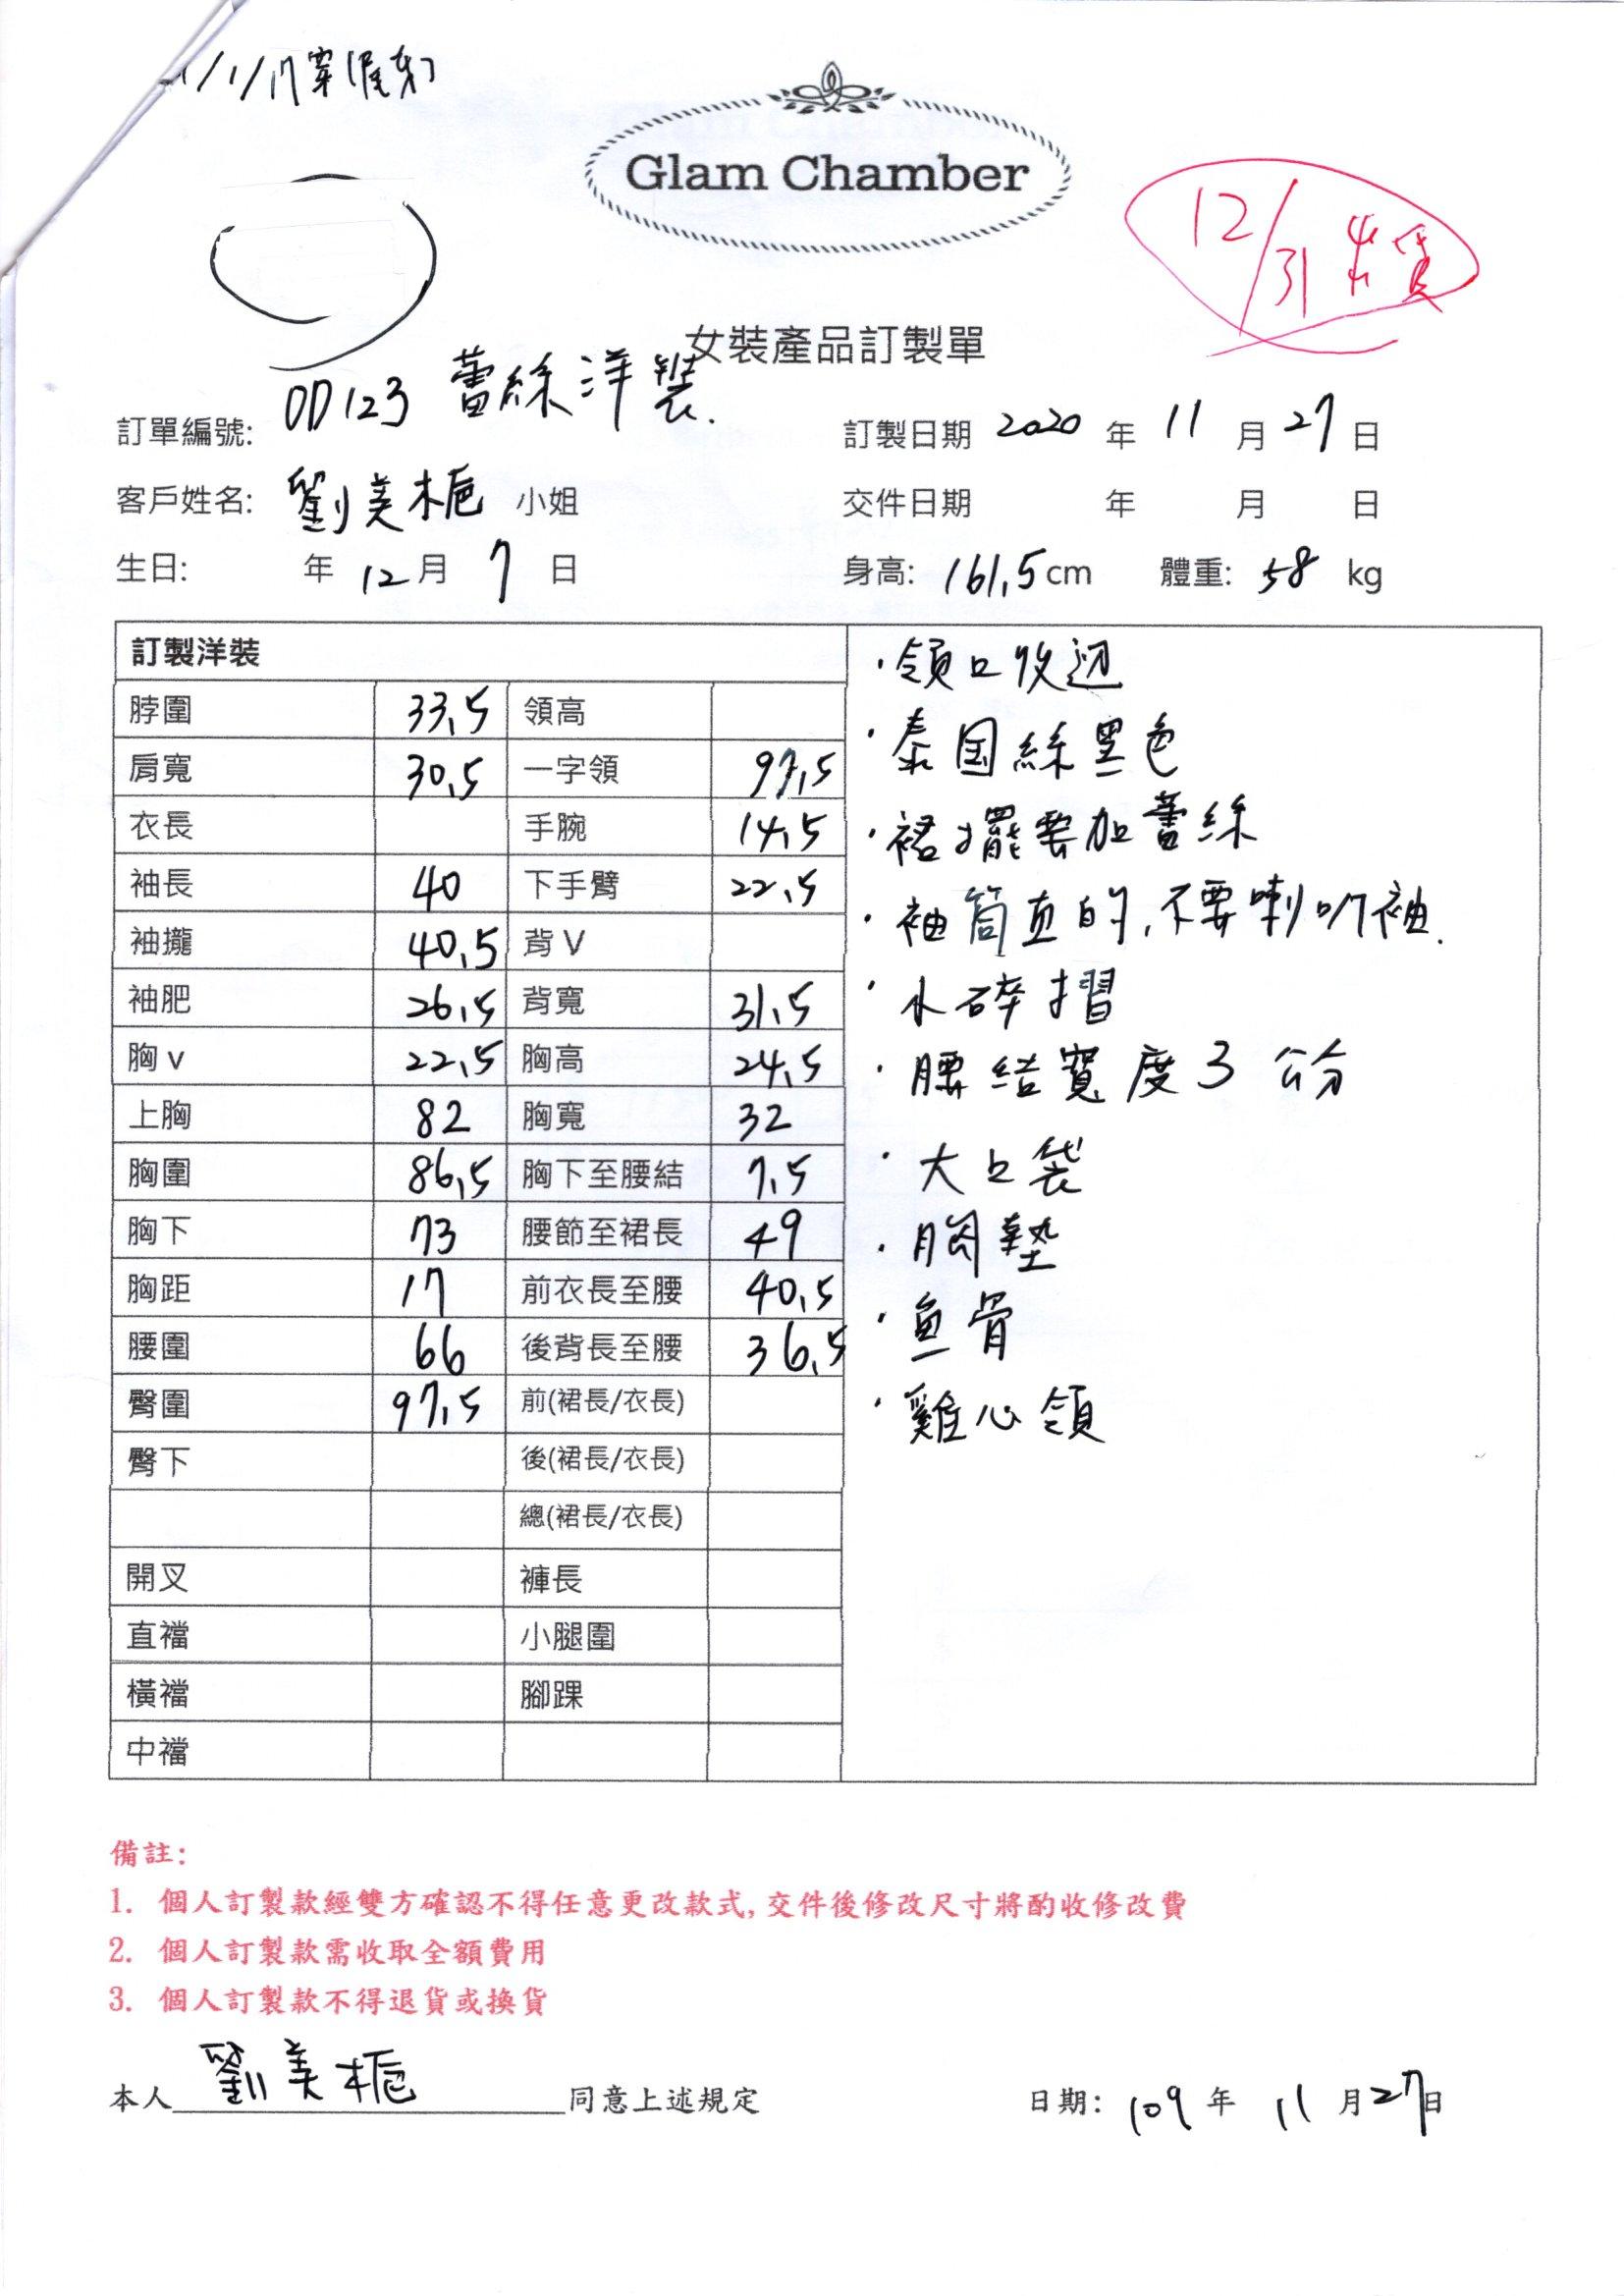 Glam Chamber
12/31
女裝產品訂製單
訂單編號: OD123 蕾絲洋裝.
訂製日期 2020 年 11 月 27 日
客戶姓名: 劉美梔 小姐
交件日期 年 月 日
生日: 年 12 月 7 日
身高: 161.5 cm 體重: 58 kg
訂製洋裝
脖圍 33.5 領高
肩寬 30.5 一字領 97.5
衣長 手腕 14.5
袖長 40 下手臂 22.5
袖攏 40.5 背V
袖肥 26.5 背寬 31.5
胸v 22.5 胸高 24.5
上胸 82 胸寬 32
胸圍 86.5 胸下至腰結 7.5
胸下 73 腰節至裙長 49
胸距 17 前衣長至腰 40.5
腰圍 66 後背長至腰 36.5
臀圍 97.5 前(裙長/衣長)
臀下 後(裙長/衣長)
總(裙長/衣長)
開叉 褲長
直襠 小腿圍
橫襠 腳踝
中襠
·領口收边
·泰国絲黑色
·裙擺要加蕾絲
·袖筒直的,不要喇叭袖.
·碎摺
·腰結寬度3公分
·大口袋
·胸墊
·魚骨
·雞心領
備註:
1. 個人訂製款經雙方確認不得任意更改款式,交件後修改尺寸將酌收修改費
2. 個人訂製款需收取全額費用
3. 個人訂製款不得退貨或換貨
本人 劉美梔 同意上述規定
日期: 109 年 11 月 27 日